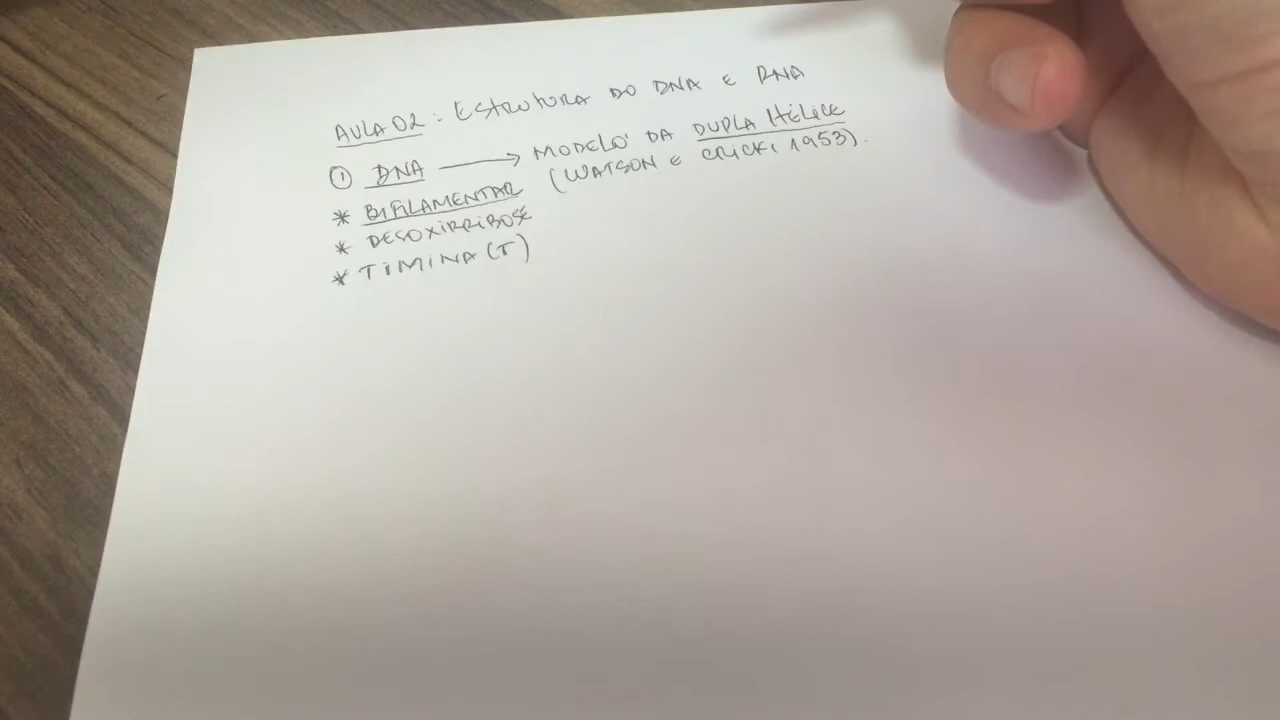 AULA 02: ESTRUTURA DO DNA E RNA
① DNA → MODELO DA DUPLA HÉLICE
(WATSON E CRICK, 1953).
* BIFILAMENTAR
* DESOXIRRIBOSE
* TIMINA (T)